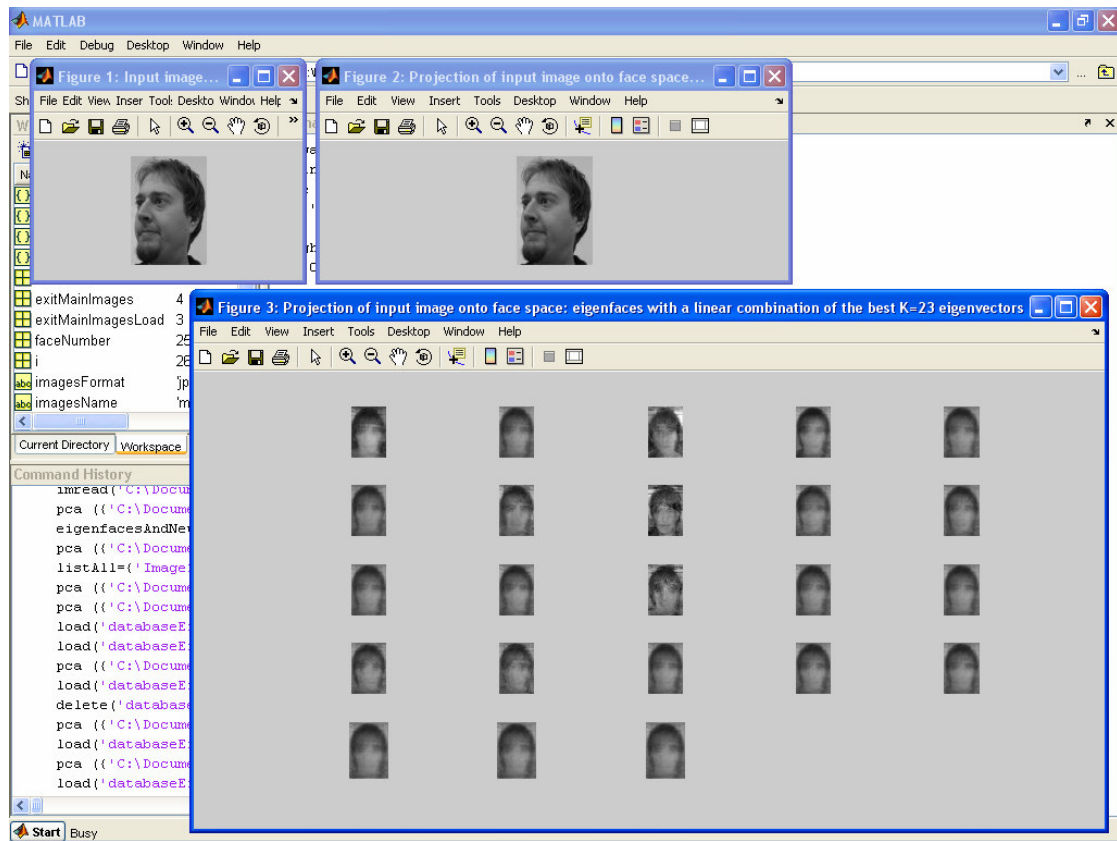 MATLAB
File Edit Debug Desktop Window Help
Figure 1: Input image...
File Edit View Inser Tool: Deskto Windou Help
Figure 2: Projection of input image onto face space...
File Edit View Insert Tools Desktop Window Help
...
Sh
W
Na
exitMainImages 4
exitMainImagesLoad 3
faceNumber 25
i 26
imagesFormat 'jp
imagesName 'm
Current Directory Workspace
Command History
imread('C:\Docum
pca ({'C:\Docume
eigenfacesAndNew
pca ({'C:\Docume
listAll={'Image
pca ({'C:\Docume
pca ({'C:\Docume
load('databaseE
load('databaseE
pca ({'C:\Docume
load('databaseE
delete('database
pca ({'C:\Docume
load('databaseE
pca ({'C:\Docume
load('databaseE
Figure 3: Projection of input image onto face space: eigenfaces with a linear combination of the best K=23 eigenvectors
File Edit View Insert Tools Desktop Window Help
Start Busy